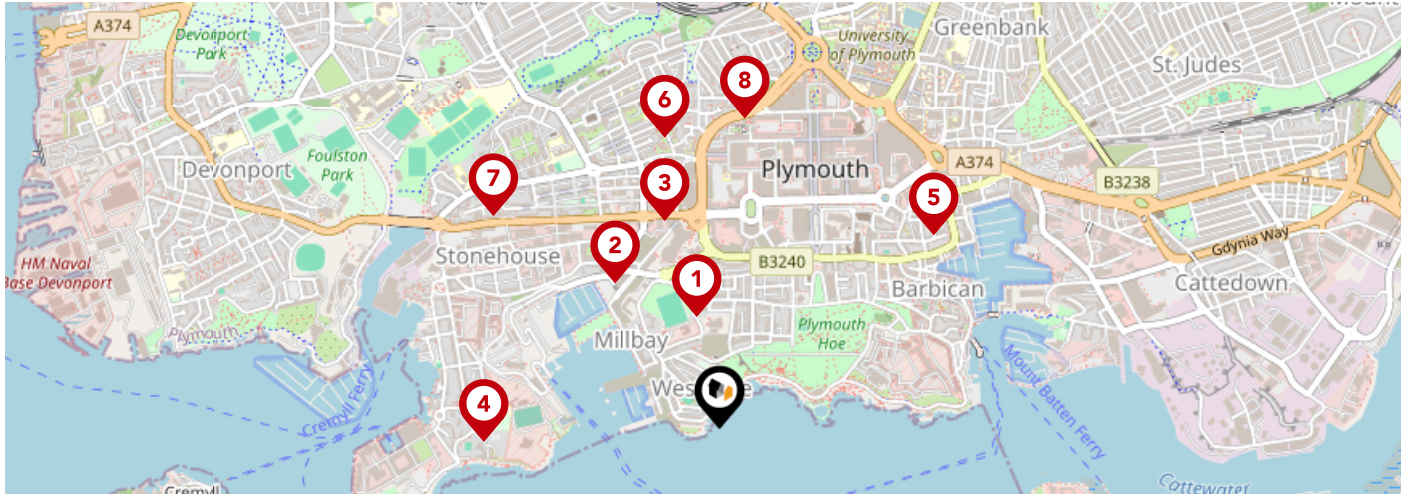 A374
Devonport
Park
University
of Plymouth
Greenbank
St. Judes
8
6
Devonport
Foulston
Park
7
3
Plymouth
A374
B3238
5
2
Stonehouse
B3240
1
Gdynia Way
HM Naval
Base Devonport
Barbican
Cattedown
Plymouth
Millbay
Plymouth
Hoe
Cremyll Ferry
4
Mount Batten Ferry
Cattewater
Cremyll